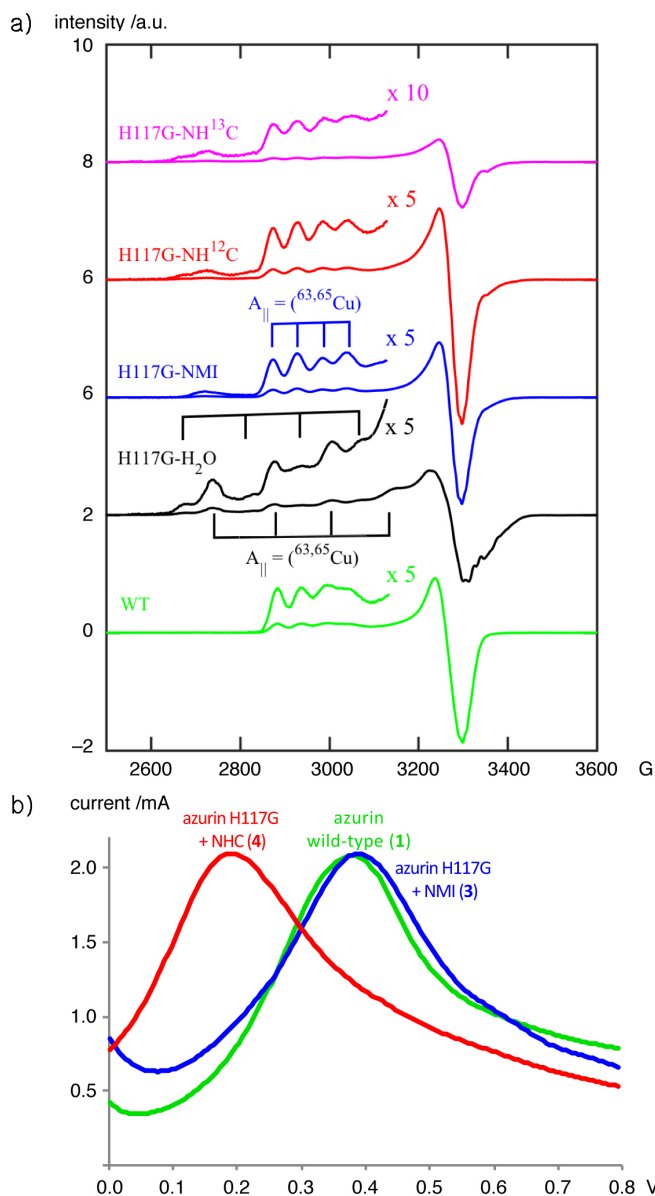 a)
intensity /a.u.
10
x 10
H117G-NH¹³C
8
x 5
H117G-NH¹²C
6
A|| = (⁶³,⁶⁵Cu)
x 5
H117G-NMI
6
x 5
H117G-H₂O
2
A|| = (⁶³,⁶⁵Cu)
x 5
WT
0
−2
2600 2800 3000 3200 3400 3600 G
b)
current /mA
azurin H117G
+ NHC (4)
azurin
wild-type (1)
azurin H117G
+ NMI (3)
2.0
1.5
1.0
0.5
0.0 0.1 0.2 0.3 0.4 0.5 0.6 0.7 0.8 V